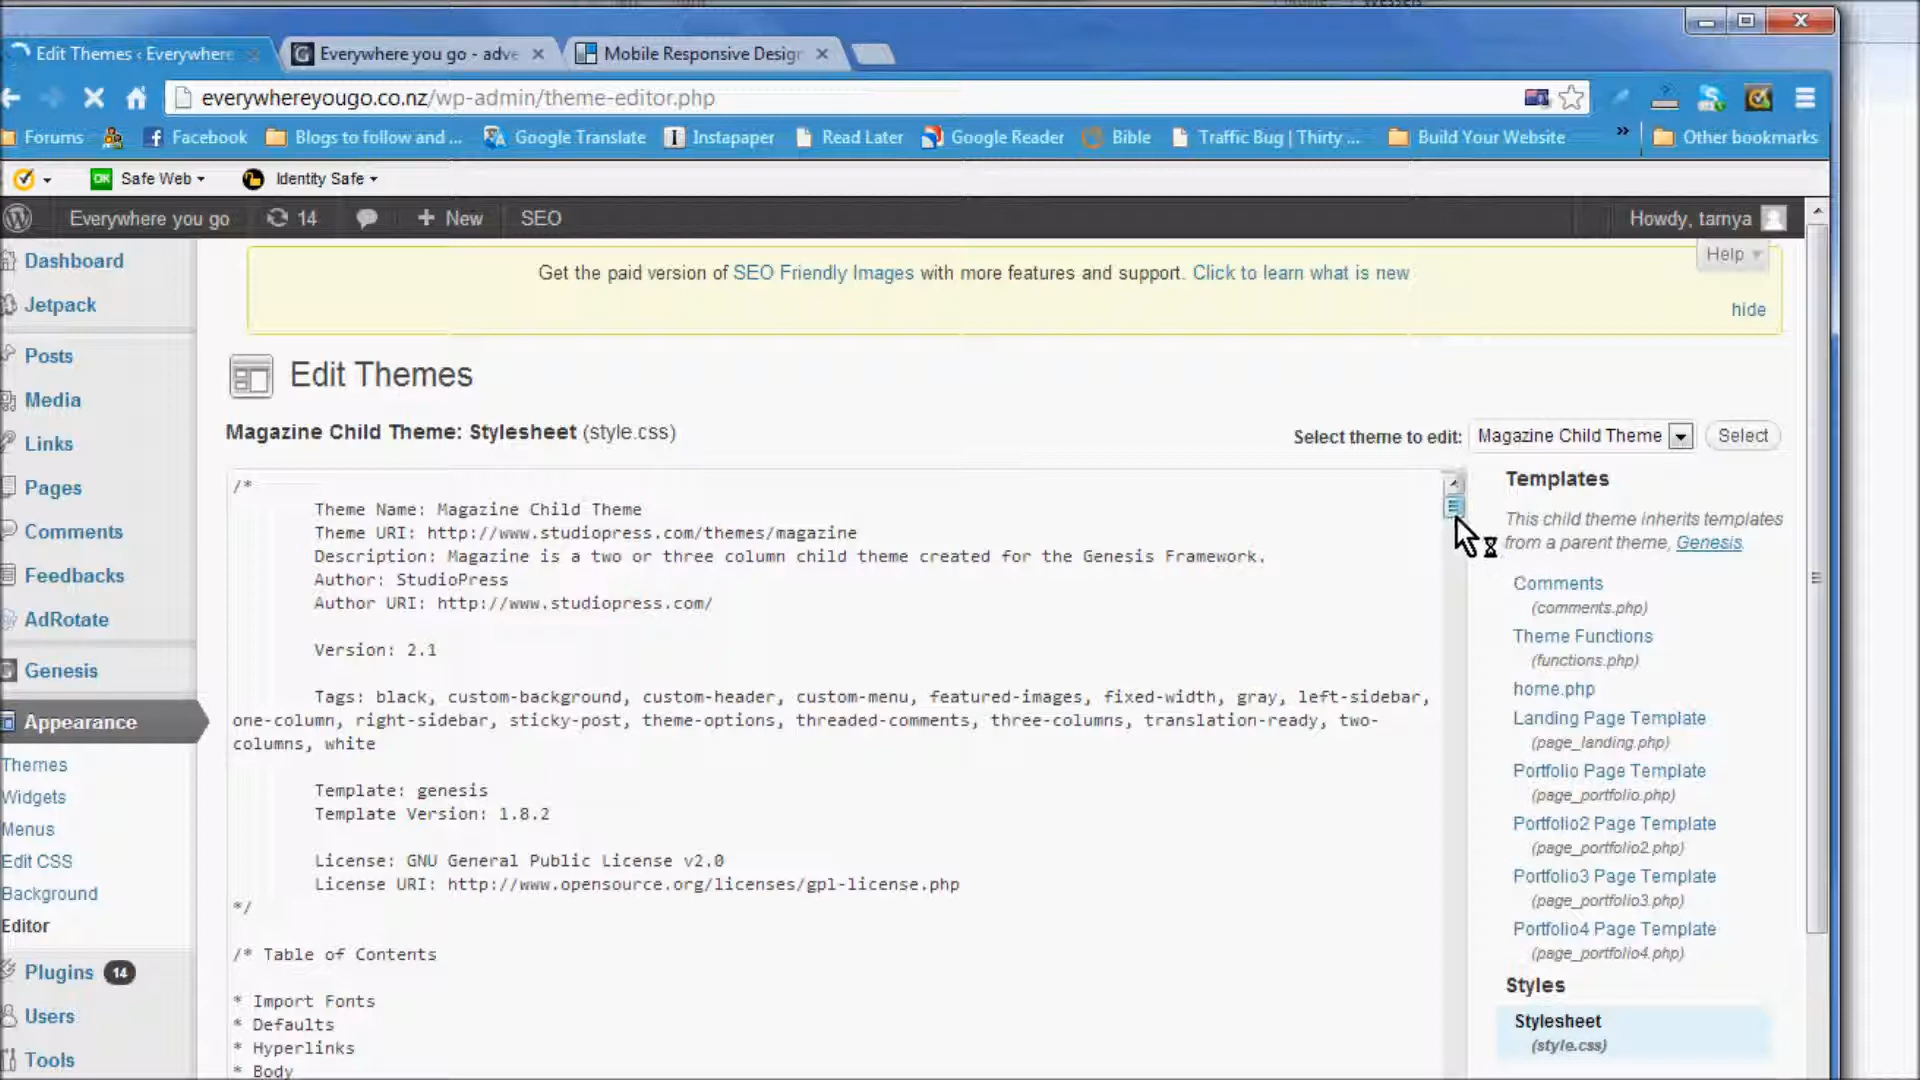 Edit Themes ‹ Everywhere
Everywhere you go - adve
Mobile Responsive Design
everywhereyougo.co.nz/wp-admin/theme-editor.php
Forums
Facebook
Blogs to follow and ...
Google Translate
Instapaper
Read Later
Google Reader
Bible
Traffic Bug | Thirty ...
Build Your Website
»
Other bookmarks
OK Safe Web
Identity Safe
Everywhere you go
14
+ New
SEO
Howdy, tamya
Help
Get the paid version of SEO Friendly Images with more features and support. Click to learn what is new
hide
Dashboard
Jetpack
Posts
Media
Links
Pages
Comments
Feedbacks
AdRotate
Genesis
Appearance
Themes
Widgets
Menus
Edit CSS
Background
Editor
Plugins 14
Users
Tools
Edit Themes
Magazine Child Theme: Stylesheet (style.css)
Select theme to edit: Magazine Child Theme Select
/*
Theme Name: Magazine Child Theme
Theme URI: http://www.studiopress.com/themes/magazine
Description: Magazine is a two or three column child theme created for the Genesis Framework.
Author: StudioPress
Author URI: http://www.studiopress.com/
Version: 2.1
Tags: black, custom-background, custom-header, custom-menu, featured-images, fixed-width, gray, left-sidebar,
one-column, right-sidebar, sticky-post, theme-options, threaded-comments, three-columns, translation-ready, two-
columns, white
Template: genesis
Template Version: 1.8.2
License: GNU General Public License v2.0
License URI: http://www.opensource.org/licenses/gpl-license.php
*/
/* Table of Contents
* Import Fonts
* Defaults
* Hyperlinks
* Body
Templates
This child theme inherits templates
from a parent theme, Genesis.
Comments
(comments.php)
Theme Functions
(functions.php)
home.php
Landing Page Template
(page_landing.php)
Portfolio Page Template
(page_portfolio.php)
Portfolio2 Page Template
(page_portfolio2.php)
Portfolio3 Page Template
(page_portfolio3.php)
Portfolio4 Page Template
(page_portfolio4.php)
Styles
Stylesheet
(style.css)